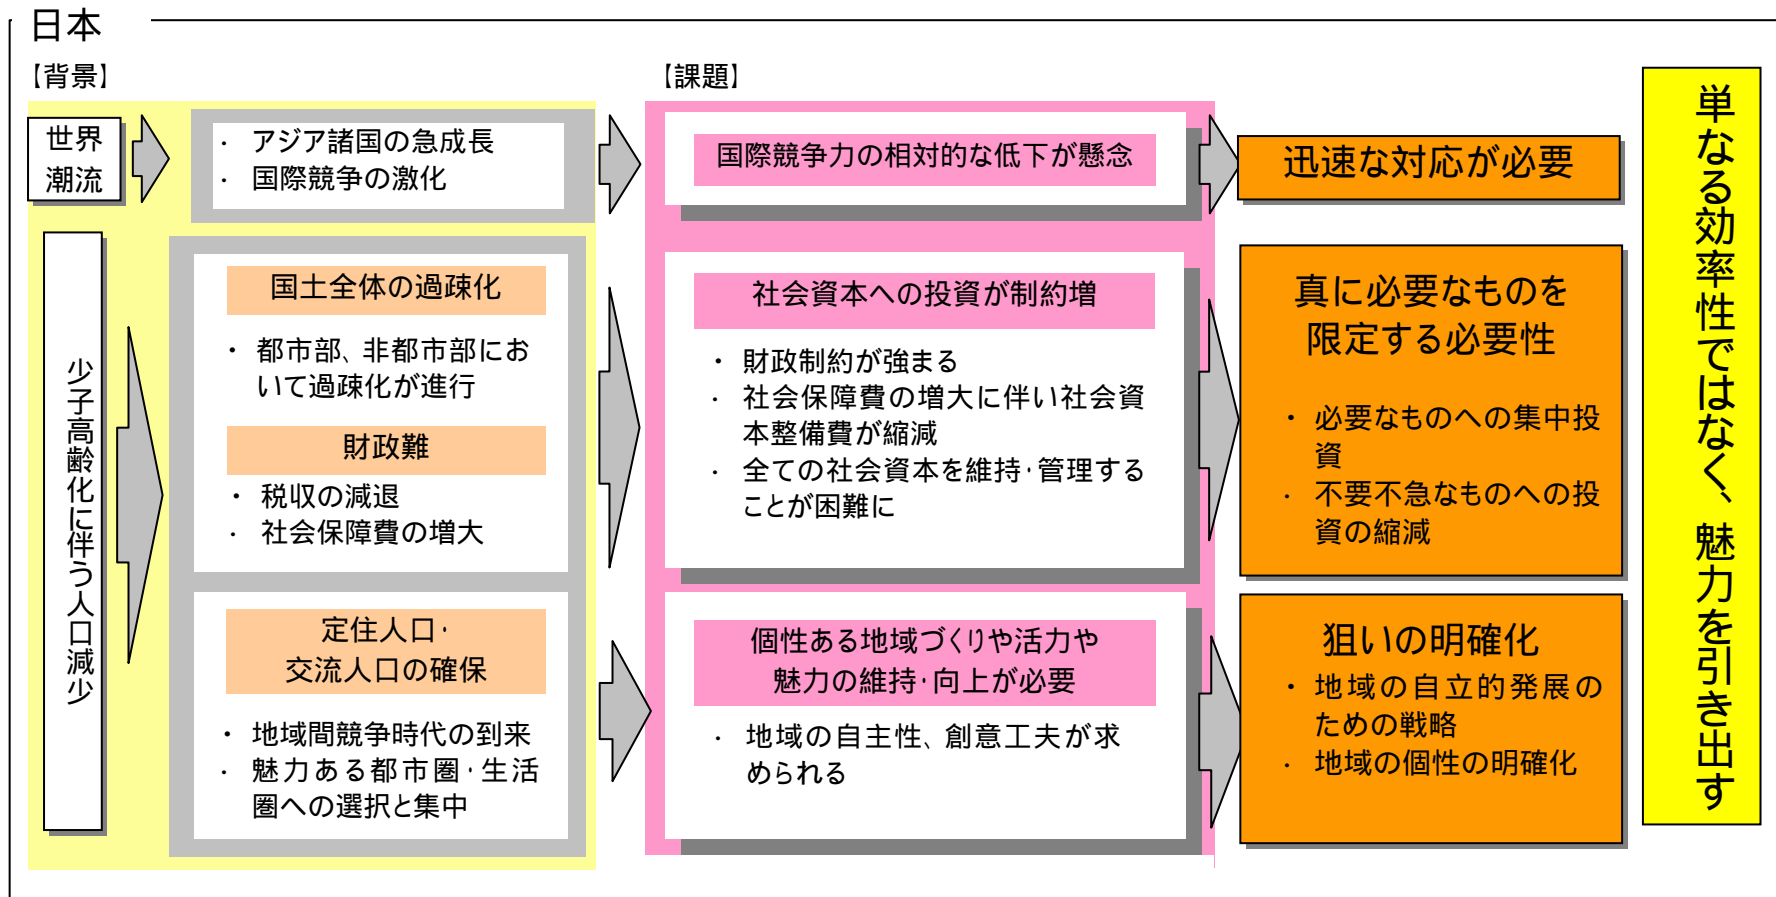 日本
【背景】
世界
潮流
・ アジア諸国の急成長
・ 国際競争の激化
少子高齢化に伴う人口減少
国土全体の過疎化
・ 都市部、非都市部にお
いて過疎化が進行
財政難
・ 税収の減退
・ 社会保障費の増大
定住人口・
交流人口の確保
・ 地域間競争時代の到来
・ 魅力ある都市圏・生活
圏への選択と集中
【課題】
国際競争力の相対的な低下が懸念
社会資本への投資が制約増
・ 財政制約が強まる
・ 社会保障費の増大に伴い社会資
本整備費が縮減
・ 全ての社会資本を維持・管理する
ことが困難に
個性ある地域づくりや活力や
魅力の維持・向上が必要
・ 地域の自主性、創意工夫が求
められる
迅速な対応が必要
真に必要なものを
限定する必要性
・ 必要なものへの集中投
資
・ 不要不急なものへの投
資の縮減
狙いの明確化
・ 地域の自立的発展の
ための戦略
・ 地域の個性の明確化
単なる効率性ではなく、魅力を引き出す